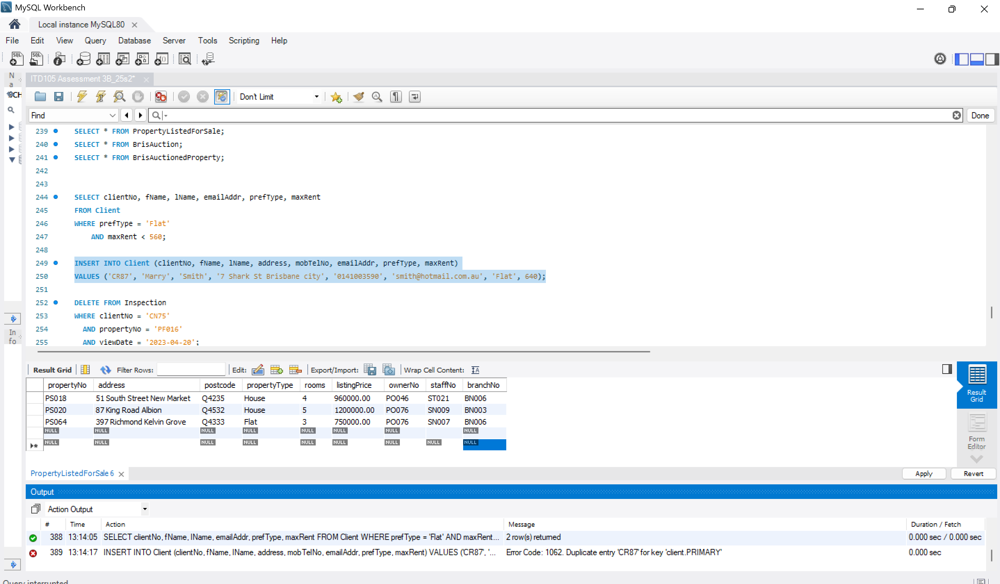 MySQL Workbench
Local instance MySQL80
File Edit View Query Database Server Tools Scripting Help
N
a
ITD105 Assessment 3B_25s2*
Don't Limit
Find
Done
239 SELECT * FROM PropertyListedForSale;
240 SELECT * FROM BrisAuction;
241 SELECT * FROM BrisAuctionedProperty;
242
243
244 SELECT clientNo, fName, lName, emailAddr, prefType, maxRent
245 FROM Client
246 WHERE prefType = 'Flat'
247 AND maxRent < 560;
248
249 INSERT INTO Client (clientNo, fName, lName, address, mobTelNo, emailAddr, prefType, maxRent)
250 VALUES ('CR87', 'Marry', 'Smith', '7 Shark St Brisbane city', '0141003590', 'smith@hotmail.com.au', 'Flat', 640);
251
252 DELETE FROM Inspection
253 WHERE clientNo = 'CN75'
254 AND propertyNo = 'PF016'
255 AND viewDate = '2023-04-20';
In
fo
Result Grid Filter Rows: Edit: Export/Import: Wrap Cell Content:
propertyNo address postcode propertyType rooms listingPrice ownerNo staffNo branchNo
PS018 51 South Street New Market Q4235 House 4 960000.00 PO046 ST021 BN006
PS020 87 King Road Albion Q4532 House 5 1200000.00 PO076 SN009 BN003
PS064 397 Richmond Kelvin Grove Q4333 Flat 3 750000.00 PO076 SN007 BN006
NULL NULL NULL NULL NULL NULL NULL NULL
NULL NULL NULL NULL NULL NULL NULL NULL NULL
Result
Grid
Form
Editor
PropertyListedForSale 6
Apply Revert
Output
Action Output
# Time Action Message Duration / Fetch
388 13:14:05 SELECT clientNo, fName, lName, emailAddr, prefType, maxRent FROM Client WHERE prefType = 'Flat' AND maxRent... 2 row(s) returned 0.000 sec / 0.000 sec
389 13:14:17 INSERT INTO Client (clientNo, fName, lName, address, mobTelNo, emailAddr, prefType, maxRent) VALUES ('CR87', '... Error Code: 1062. Duplicate entry 'CR87' for key 'client.PRIMARY' 0.000 sec
Query interrupted